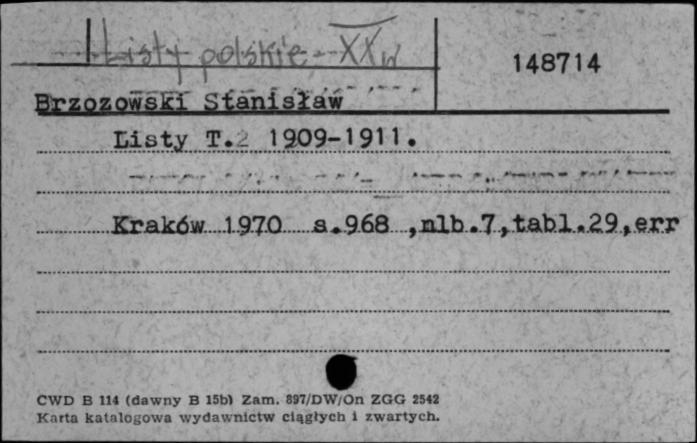 Listy polskie - XX w
148714
Brzozowski Stanisław
Listy T.2 1909-1911.
Kraków 1970 s.968 ,nlb.7,tabl.29,err
CWD B 114 (dawny B 15b) Zam. 897/DW/On ZGG 2542
Karta katalogowa wydawnictw ciągłych i zwartych.